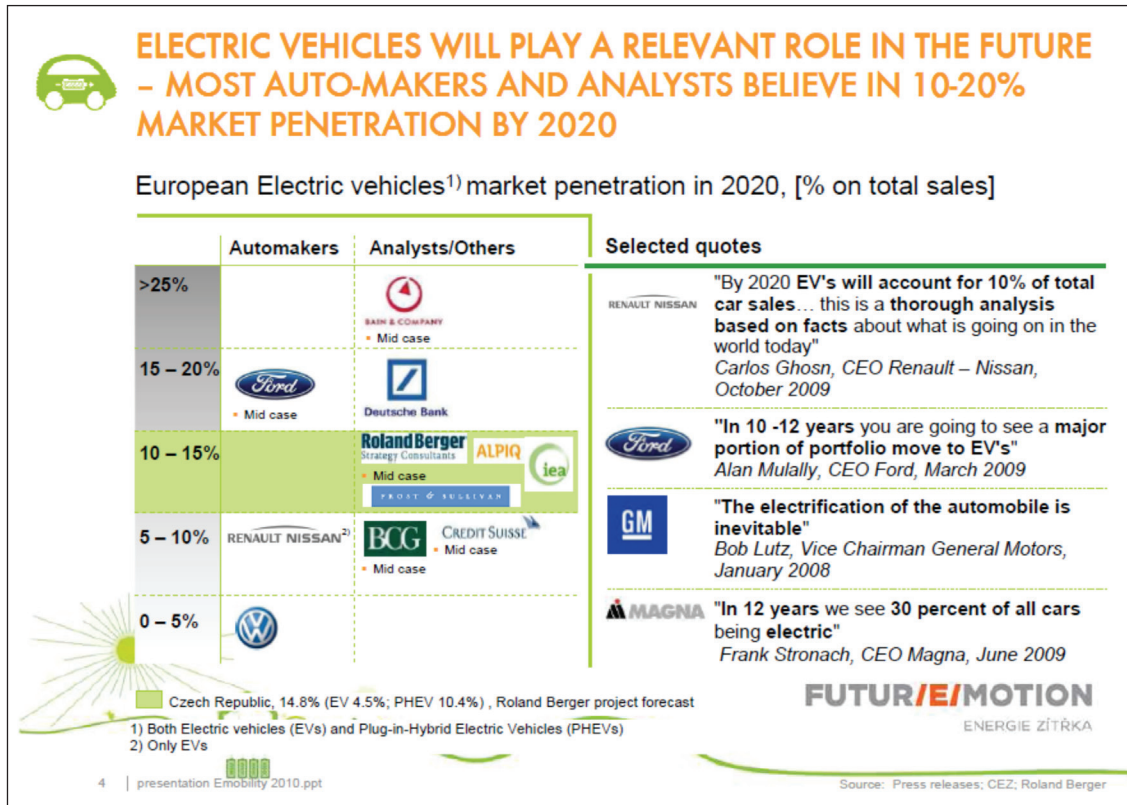 ELECTRIC VEHICLES WILL PLAY A RELEVANT ROLE IN THE FUTURE
– MOST AUTO-MAKERS AND ANALYSTS BELIEVE IN 10-20%
MARKET PENETRATION BY 2020
European Electric vehicles1) market penetration in 2020, [% on total sales]
Automakers
Analysts/Others
>25%
BAIN & COMPANY
▪ Mid case
15 – 20%
Ford
▪ Mid case
Deutsche Bank
10 – 15%
Roland Berger
Strategy Consultants
ALPIQ
iea
▪ Mid case
FROST & SULLIVAN
5 – 10%
RENAULT NISSAN2)
BCG
CREDIT SUISSE
▪ Mid case
▪ Mid case
0 – 5%
VW
Selected quotes
RENAULT NISSAN
"By 2020 EV's will account for 10% of total
car sales… this is a thorough analysis
based on facts about what is going on in the
world today"
Carlos Ghosn, CEO Renault – Nissan,
October 2009
Ford
"In 10 -12 years you are going to see a major
portion of portfolio move to EV's"
Alan Mulally, CEO Ford, March 2009
GM
"The electrification of the automobile is
inevitable"
Bob Lutz, Vice Chairman General Motors,
January 2008
MAGNA
"In 12 years we see 30 percent of all cars
being electric"
Frank Stronach, CEO Magna, June 2009
Czech Republic, 14.8% (EV 4.5%; PHEV 10.4%) , Roland Berger project forecast
1) Both Electric vehicles (EVs) and Plug-in-Hybrid Electric Vehicles (PHEVs)
2) Only EVs
FUTUR/E/MOTION
ENERGIE ZÍTŘKA
4
presentation Emobility 2010.ppt
Source: Press releases; CEZ; Roland Berger